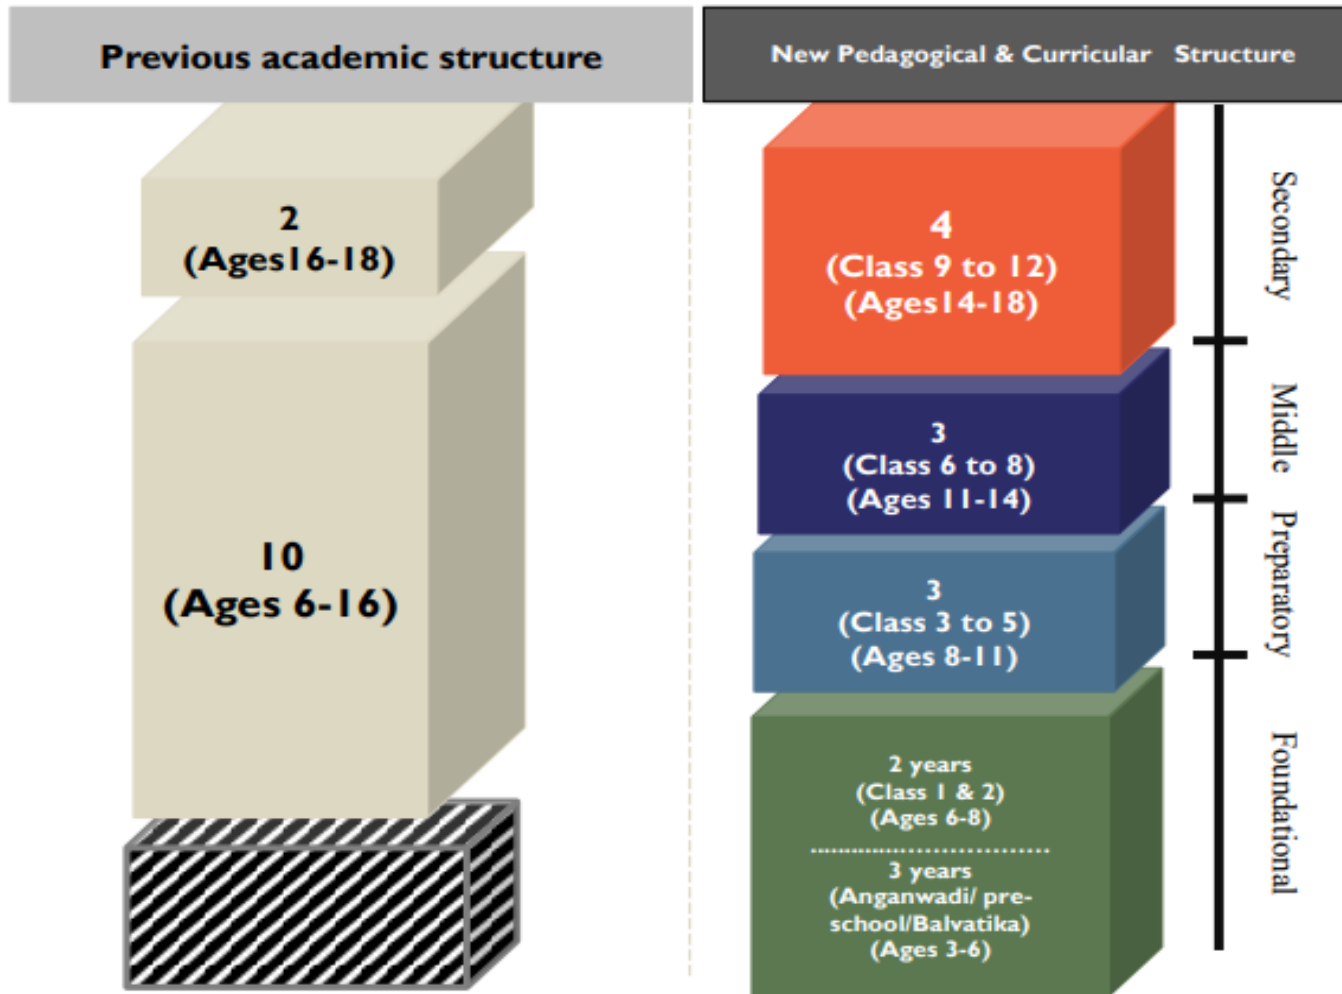 Previous academic structure
New Pedagogical & Curricular Structure
2
(Ages16-18)
10
(Ages 6-16)
4
(Class 9 to 12)
(Ages14-18)
3
(Class 6 to 8)
(Ages 11-14)
3
(Class 3 to 5)
(Ages 8-11)
2 years
(Class 1 & 2)
(Ages 6-8)
3 years
(Anganwadi/ pre-
school/Balvatika)
(Ages 3-6)
Secondary
Middle
Preparatory
Foundational